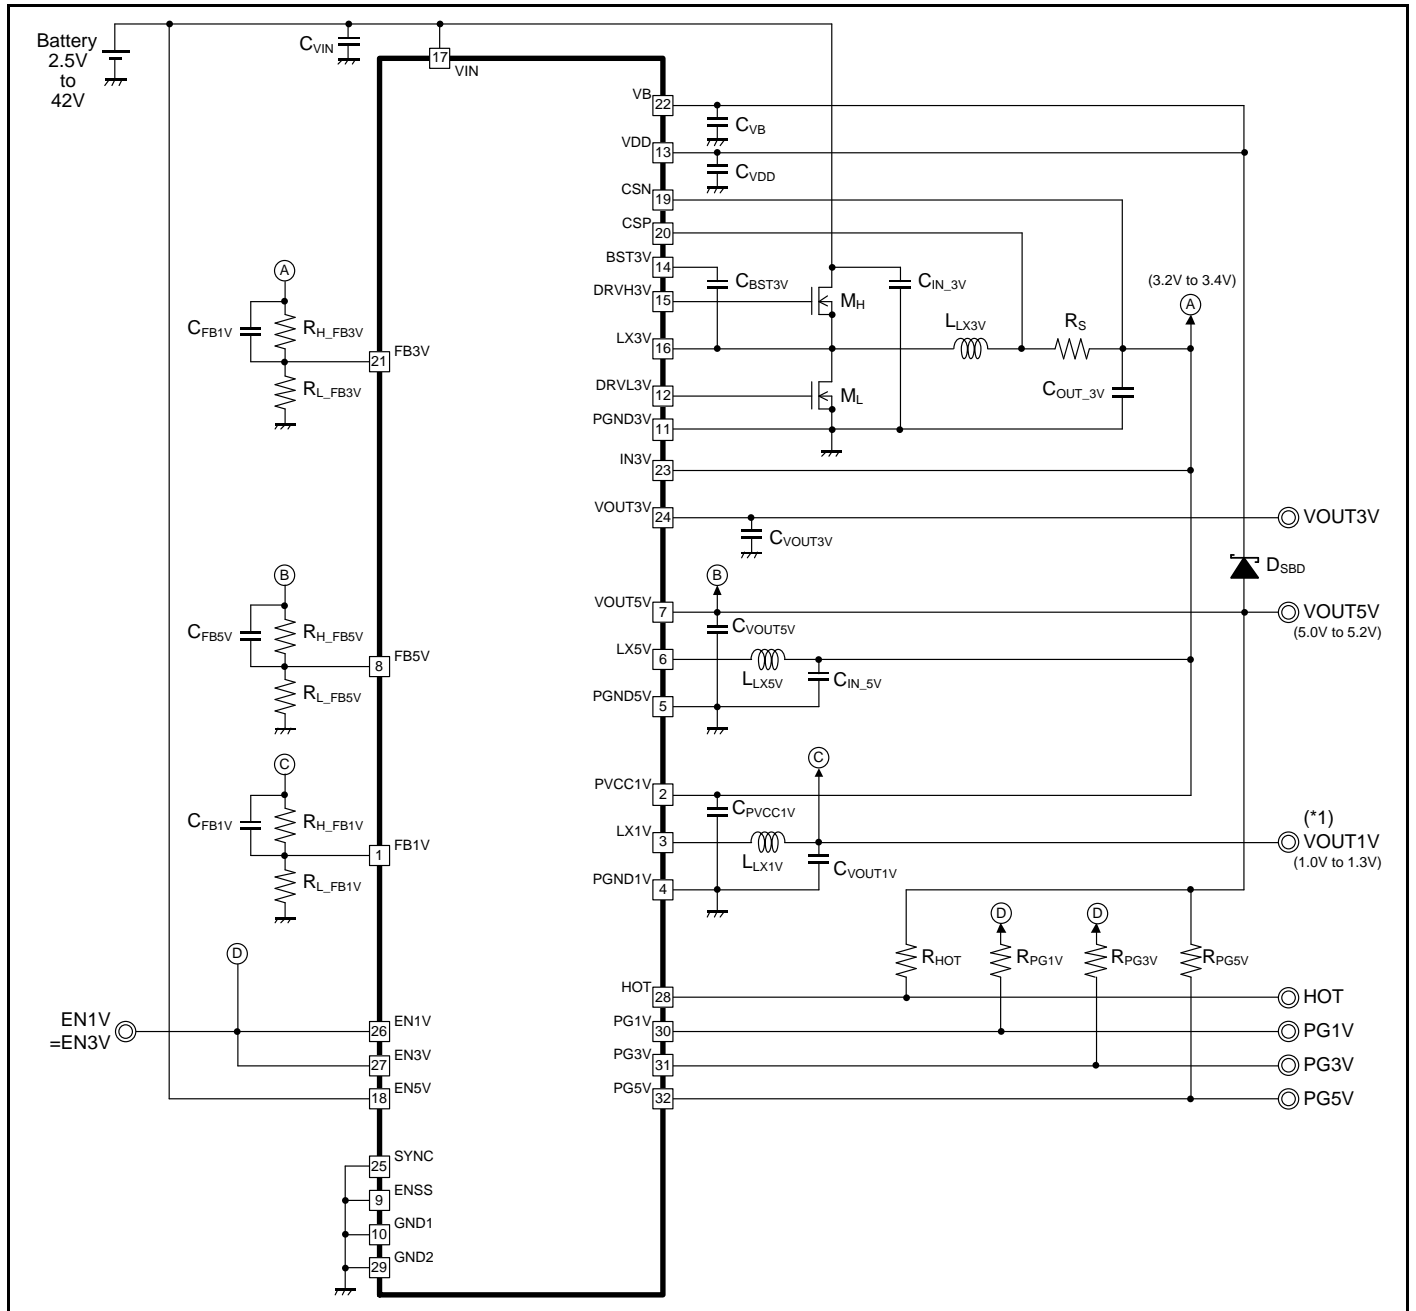 Battery
2.5V
to
42V
CVIN
17
VIN
VB
22
CVB
VDD
13
CVDD
CSN
19
CSP
20
BST3V
14
CBST3V
CIN_3V
DRVH3V
15
MH
(3.2V to 3.4V)
A
LX3V
16
LLX3V
RS
DRVL3V
12
ML
COUT_3V
PGND3V
11
IN3V
23
VOUT3V
24
CVOUT3V
VOUT3V
DSBD
A
CFB1V
RH_FB3V
21
FB3V
RL_FB3V
B
VOUT5V
7
CVOUT5V
VOUT5V
(5.0V to 5.2V)
LX5V
6
LLX5V
CIN_5V
PGND5V
5
B
CFB5V
RH_FB5V
8
FB5V
RL_FB5V
C
PVCC1V
2
CPVCC1V
LX1V
3
LLX1V
CVOUT1V
(*1)
VOUT1V
(1.0V to 1.3V)
PGND1V
4
C
CFB1V
RH_FB1V
1
FB1V
RL_FB1V
D
D
D
RHOT
RPG1V
RPG3V
RPG5V
HOT
28
HOT
EN1V
=EN3V
26
EN1V
PG1V
30
PG1V
27
EN3V
PG3V
31
PG3V
18
EN5V
PG5V
32
PG5V
25
SYNC
9
ENSS
10
GND1
29
GND2